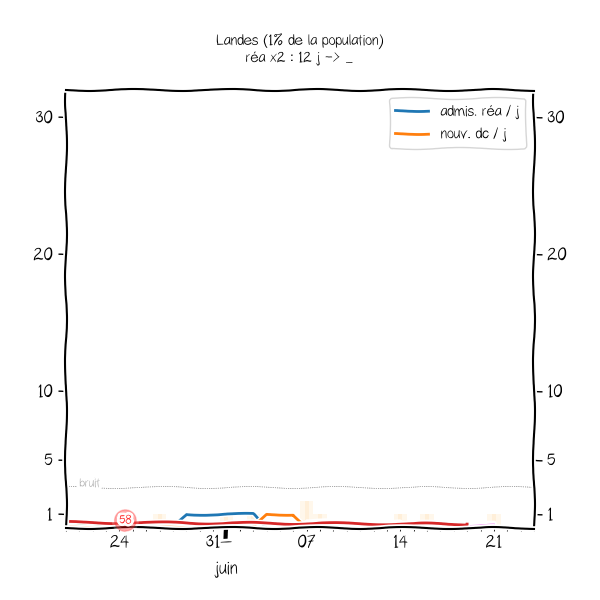 Landes (1% de la population)
réa x2 : 12 j -> _
admis. réa / j
nouv. dc / j
30
30
20
20
10
10
5
5
bruit
58
1
1
24
31
07
14
21
juin